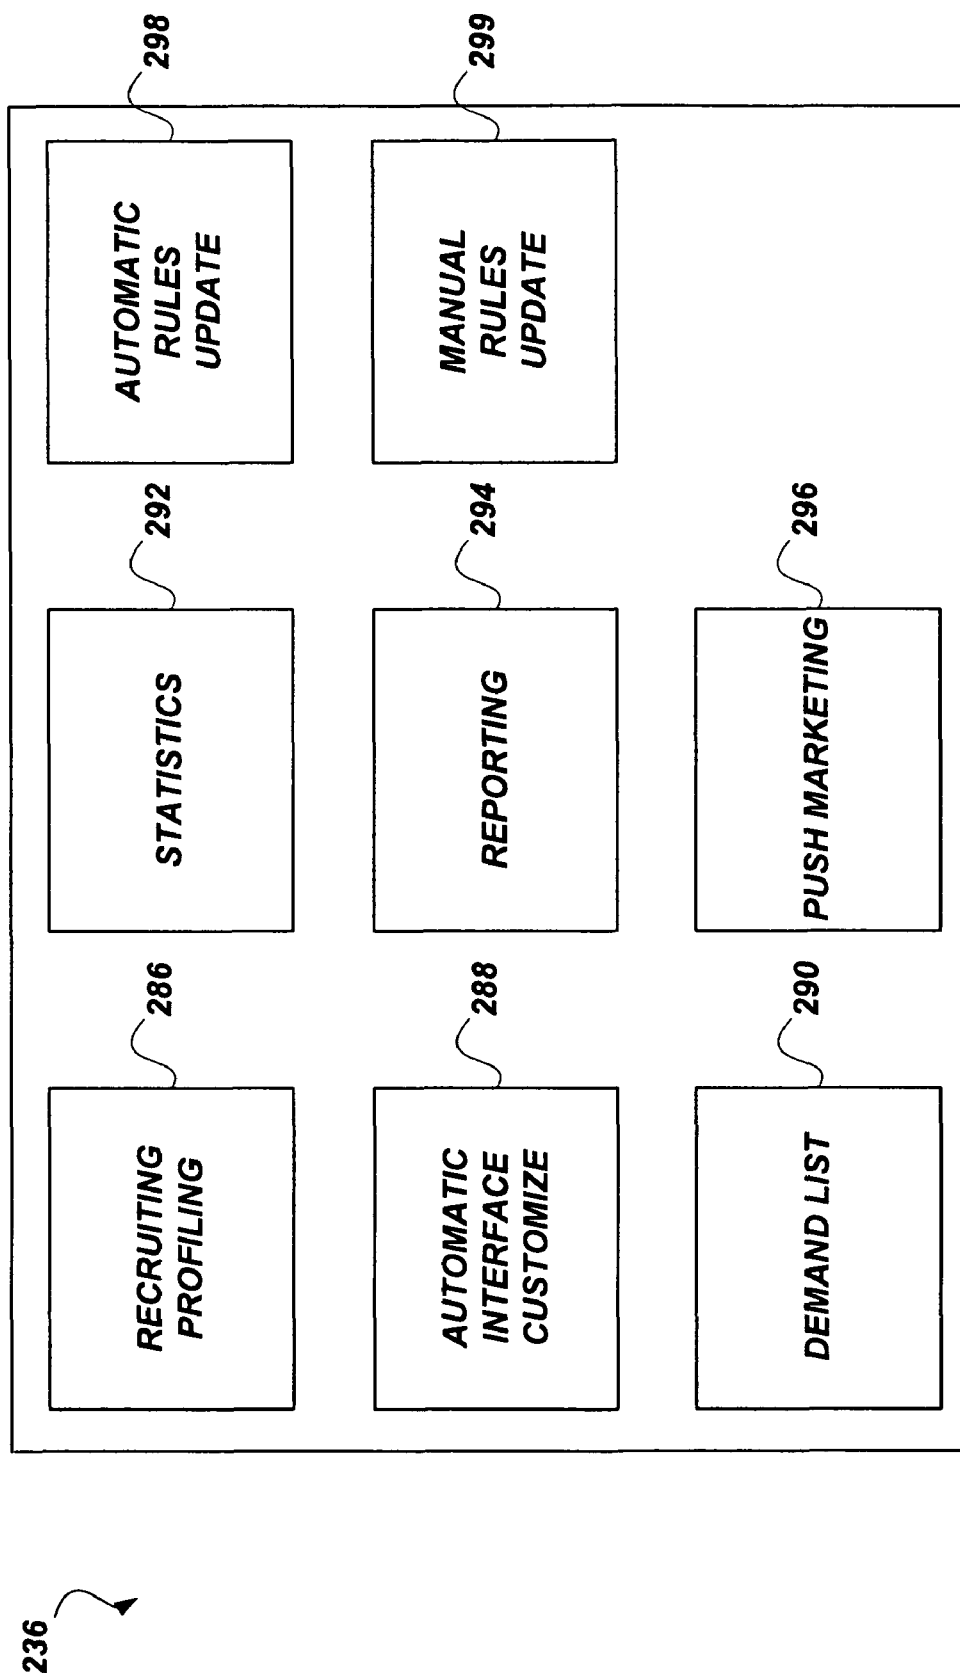 236
RECRUITING
PROFILING
286
STATISTICS
292
AUTOMATIC
RULES
UPDATE
298
AUTOMATIC
INTERFACE
CUSTOMIZE
288
REPORTING
294
MANUAL
RULES
UPDATE
299
DEMAND LIST
290
PUSH MARKETING
296